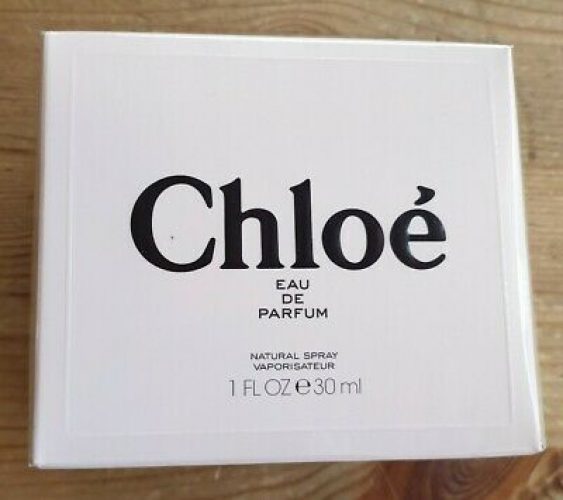 Chloé
EAU
DE
PARFUM
NATURAL SPRAY
VAPORISATEUR
1 FL OZ ℮ 30 ml